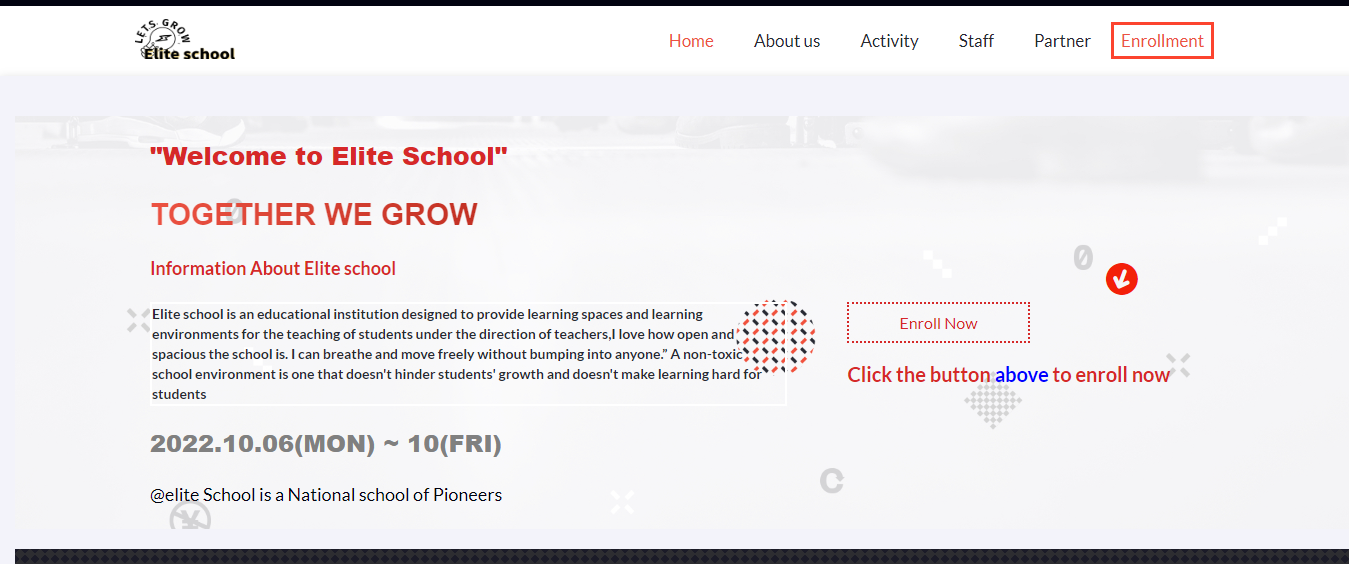 LETS GROW
Elite school
Home About us Activity Staff Partner Enrollment
"Welcome to Elite School"
TOGETHER WE GROW
Information About Elite school
Elite school is an educational institution designed to provide learning spaces and learning
environments for the teaching of students under the direction of teachers,I love how open and
spacious the school is. I can breathe and move freely without bumping into anyone.” A non-toxic
school environment is one that doesn't hinder students' growth and doesn't make learning hard for
students
Enroll Now
Click the button above to enroll now
2022.10.06(MON) ~ 10(FRI)
@elite School is a National school of Pioneers